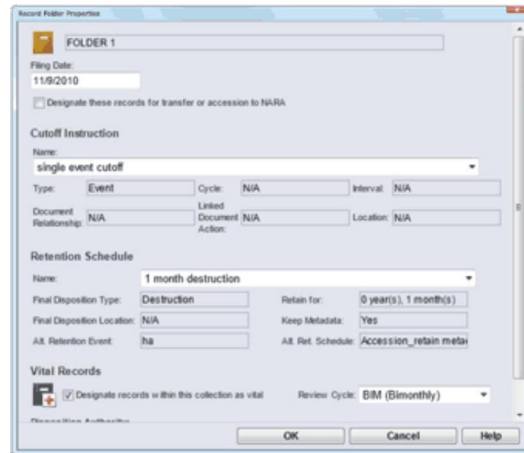 Record Folder Properties
FOLDER 1
Filing Date:
11/9/2010
Designate these records for transfer or accession to NARA
Cutoff Instruction
Name:
single event cutoff
Type: Event Cycle: N/A Interval: N/A
Document Relationship: N/A Linked Document Action: N/A Location: N/A
Retention Schedule
Name: 1 month destruction
Final Disposition Type: Destruction Retain for: 0 year(s), 1 month(s)
Final Disposition Location: N/A Keep Metadata: Yes
Alt. Retention Event: ha Alt. Ret. Schedule: Accession_retain meta
Vital Records
Designate records within this collection as vital Review Cycle: BIM (Bimonthly)
Disposition Authority
OK Cancel Help